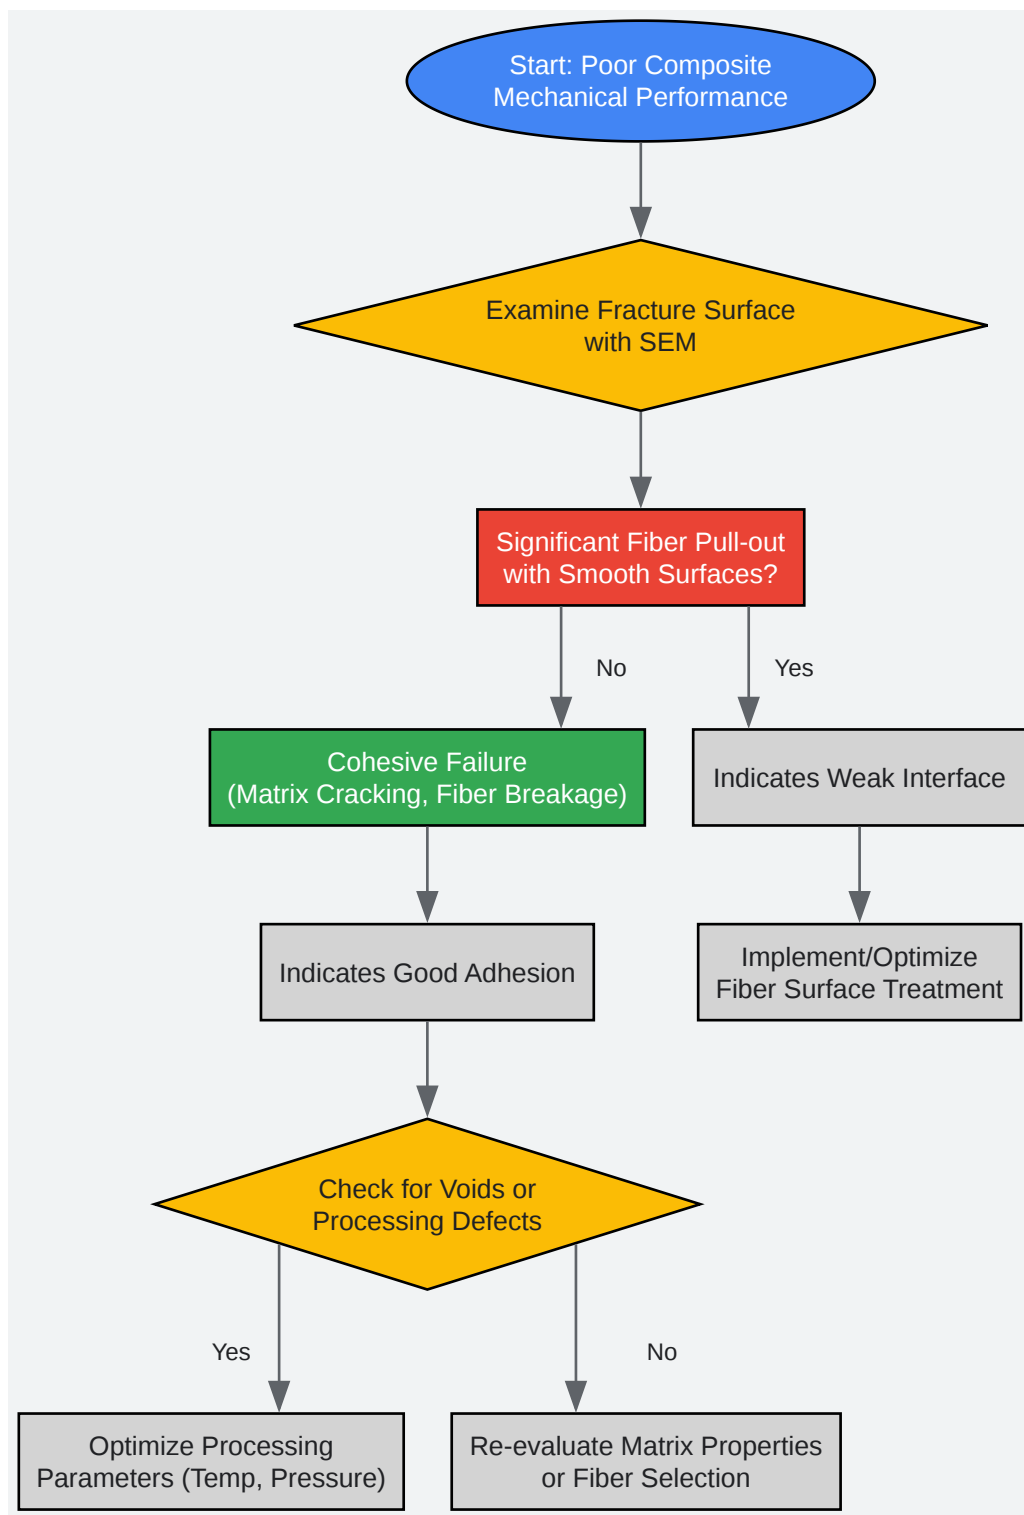 Start: Poor Composite
Mechanical Performance
Examine Fracture Surface
with SEM
Significant Fiber Pull-out
with Smooth Surfaces?
No
Yes
Cohesive Failure
(Matrix Cracking, Fiber Breakage)
Indicates Weak Interface
Indicates Good Adhesion
Implement/Optimize
Fiber Surface Treatment
Check for Voids or
Processing Defects
Yes
No
Optimize Processing
Parameters (Temp, Pressure)
Re-evaluate Matrix Properties
or Fiber Selection